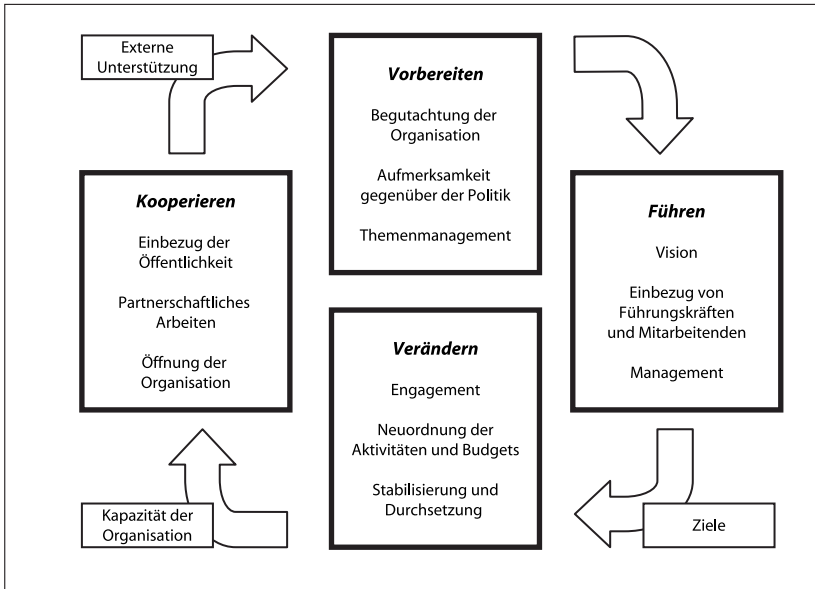 Externe
Unterstützung
Vorbereiten
Begutachtung der
Organisation
Aufmerksamkeit
gegenüber der Politik
Themenmanagement
Führen
Vision
Einbezug von
Führungskräften
und Mitarbeitenden
Management
Ziele
Verändern
Engagement
Neuordnung der
Aktivitäten und Budgets
Stabilisierung und
Durchsetzung
Kapazität der
Organisation
Kooperieren
Einbezug der
Öffentlichkeit
Partnerschaftliches
Arbeiten
Öffnung der
Organisation